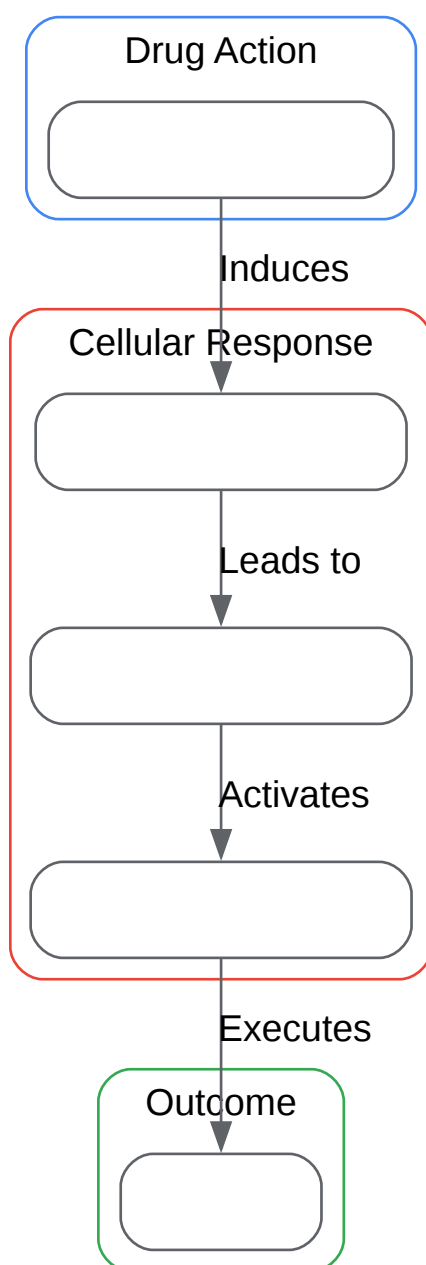 Drug Action
Induces
Cellular Response
Leads to
Activates
Executes
Outcome